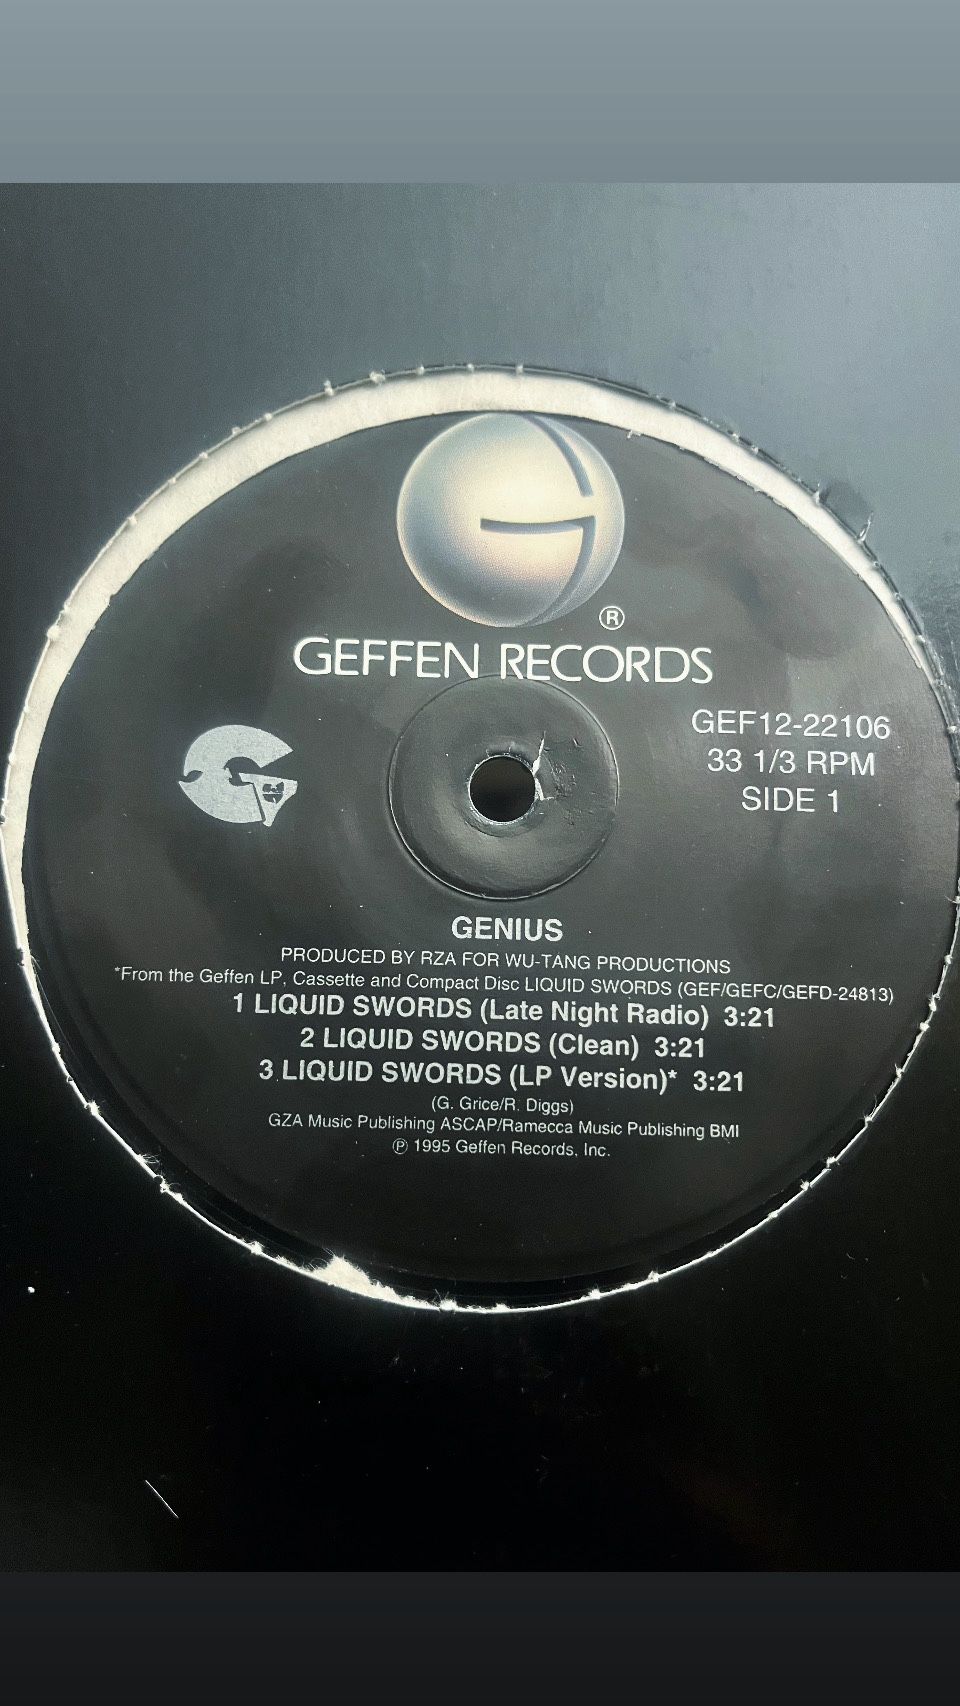 ®
GEFFEN RECORDS
GEF12-22106
33 1/3 RPM
SIDE 1
GENIUS
PRODUCED BY RZA FOR WU-TANG PRODUCTIONS
*From the Geffen LP, Cassette and Compact Disc LIQUID SWORDS (GEF/GEFC/GEFD-24813)
1 LIQUID SWORDS (Late Night Radio) 3:21
2 LIQUID SWORDS (Clean) 3:21
3 LIQUID SWORDS (LP Version)* 3:21
(G. Grice/R. Diggs)
GZA Music Publishing ASCAP/Ramecca Music Publishing BMI
℗ 1995 Geffen Records, Inc.